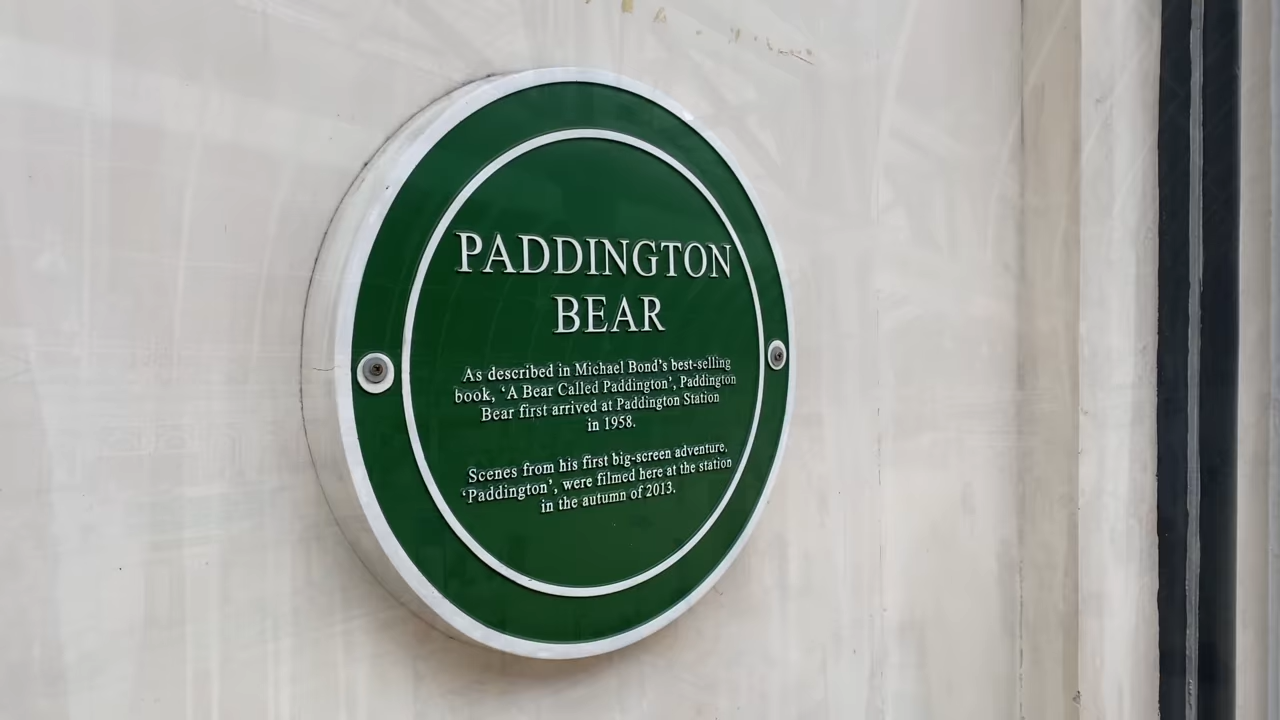 PADDINGTON
BEAR
As described in Michael Bond's best-selling
book, 'A Bear Called Paddington', Paddington
Bear first arrived at Paddington Station
in 1958.
Scenes from his first big-screen adventure,
'Paddington', were filmed here at the station
in the autumn of 2013.